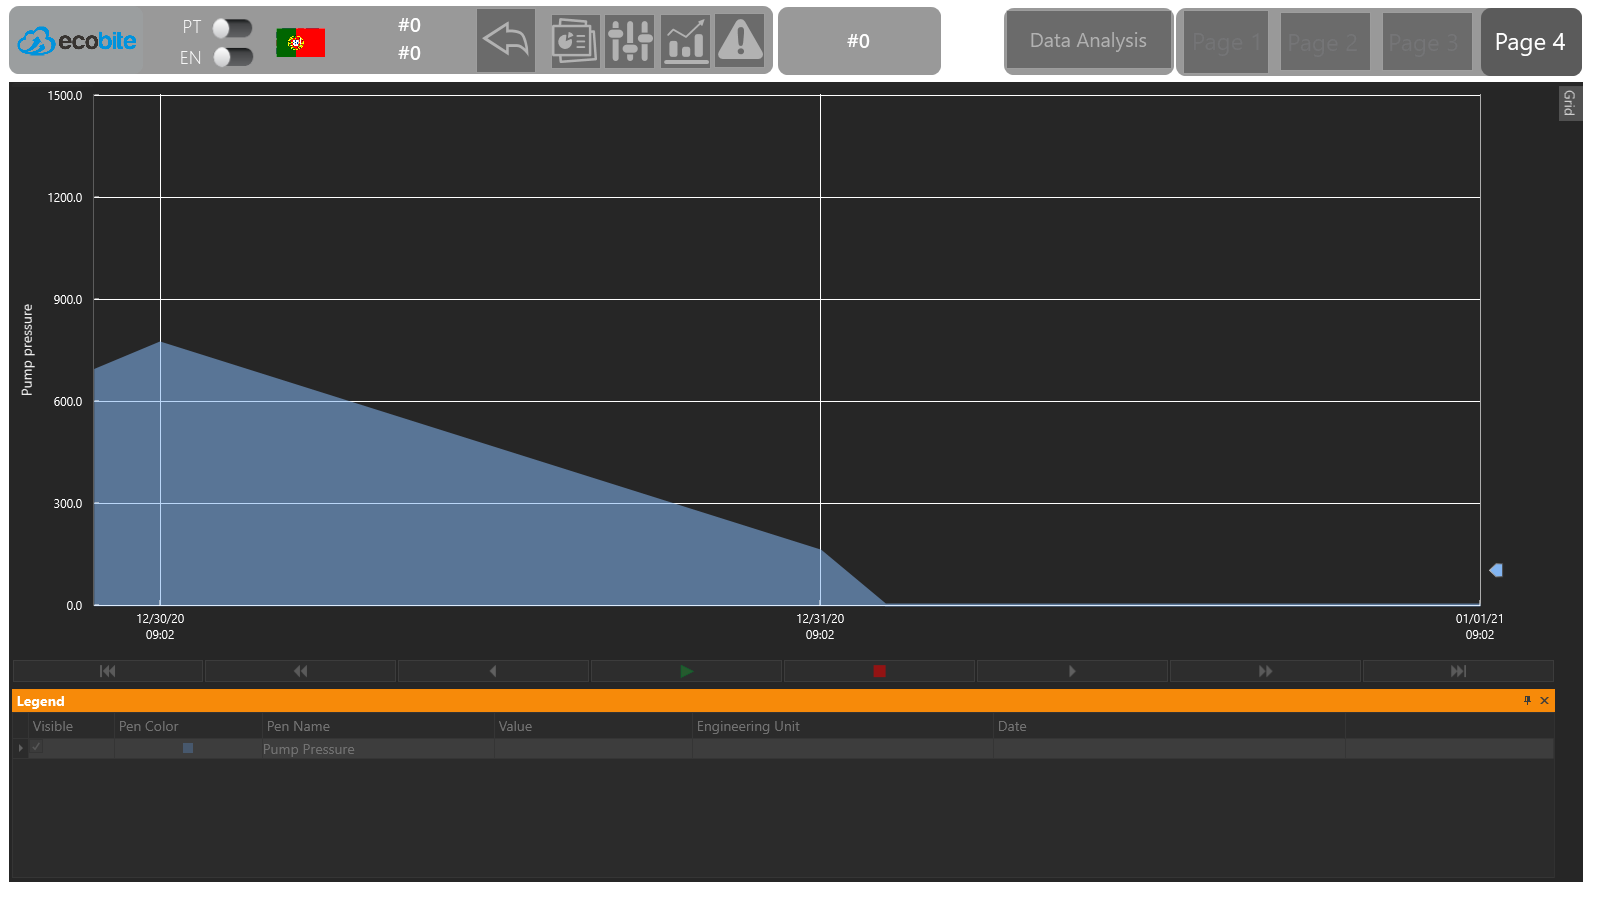 ecobite
PT
EN
#0
#0
#0
Data Analysis
Page 1
Page 2
Page 3
Page 4
Grid
Pump pressure
1500.0
1200.0
900.0
600.0
300.0
0.0
12/30/20
09:02
12/31/20
09:02
01/01/21
09:02
Legend
Visible Pen Color Pen Name Value Engineering Unit Date
Pump Pressure